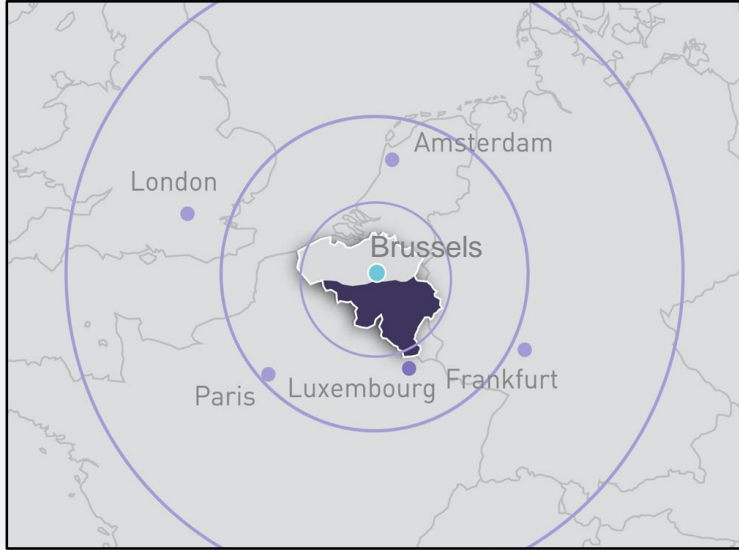 Amsterdam
London
Brussels
Paris
Luxembourg
Frankfurt